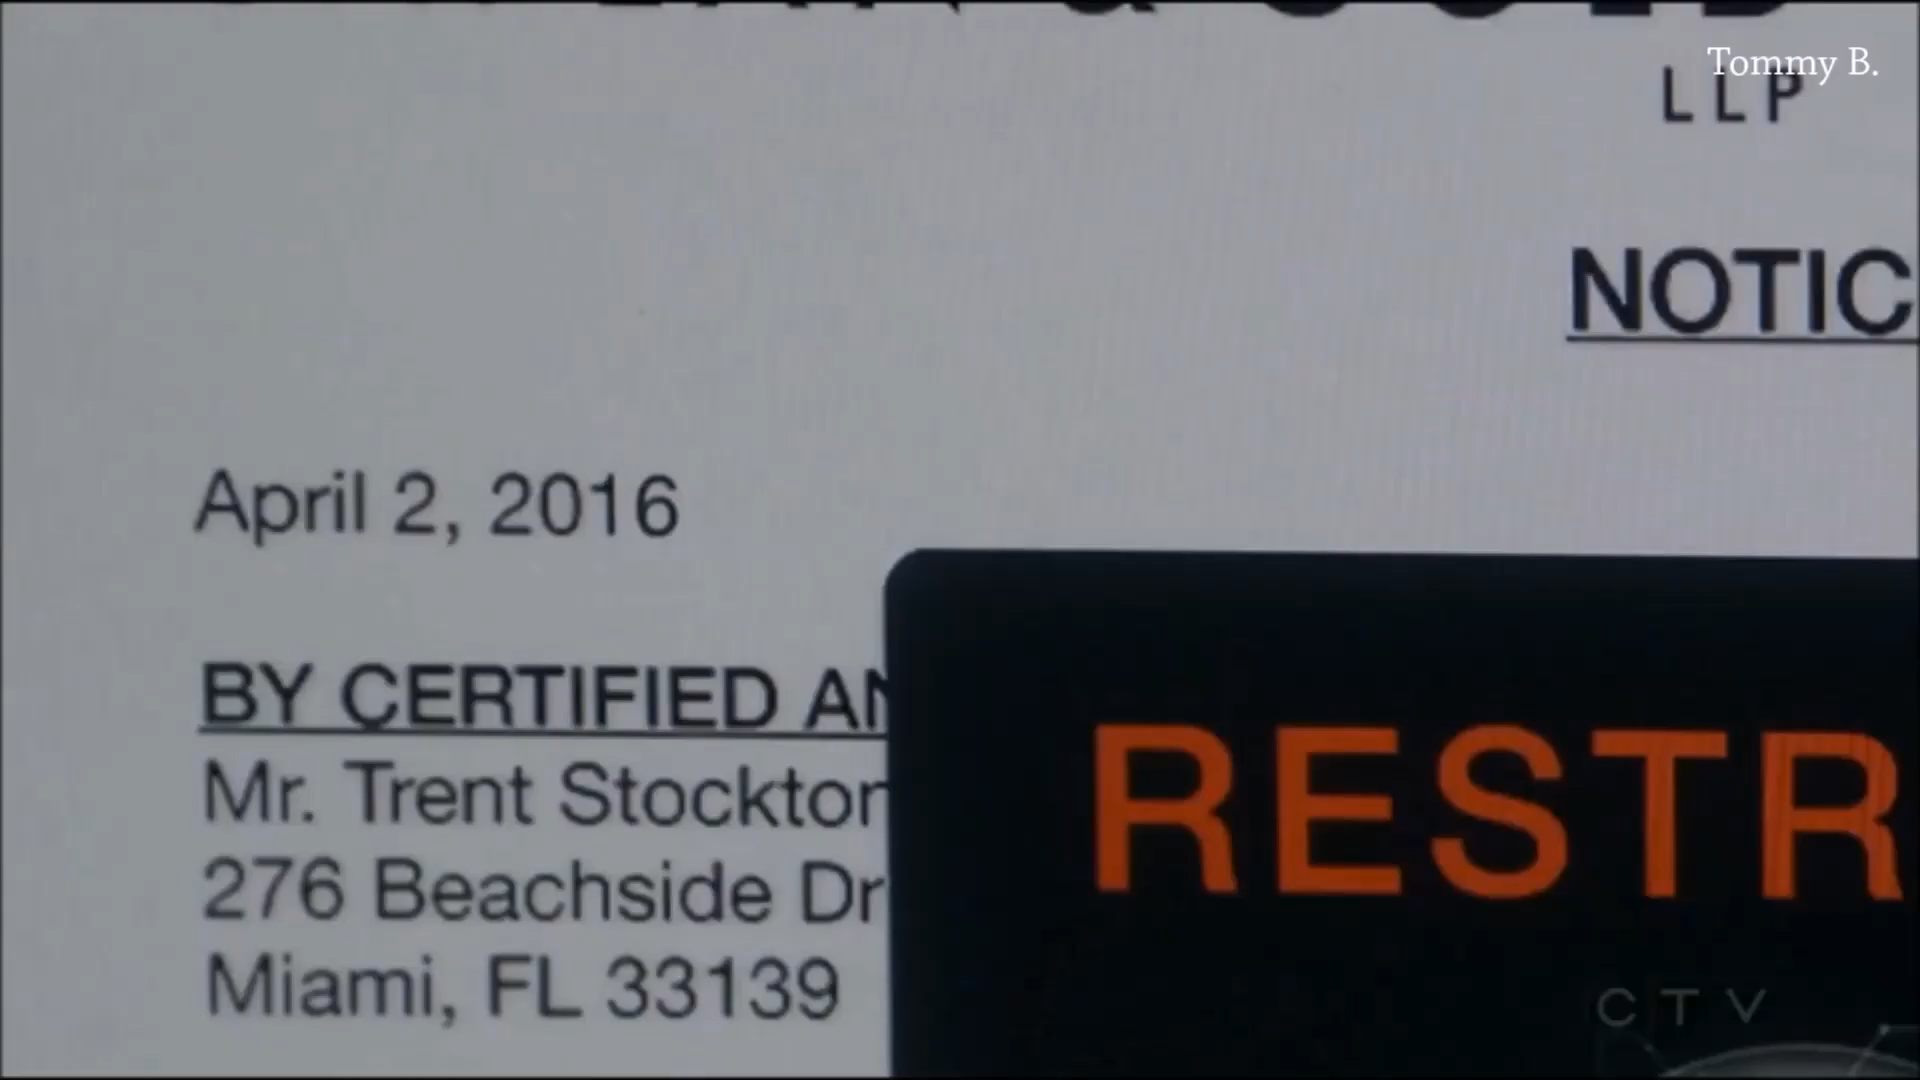 Tommy B.
LLP
NOTIC
April 2, 2016
BY CERTIFIED AN
Mr. Trent Stockton
276 Beachside Dr
Miami, FL 33139
RESTR
CTV